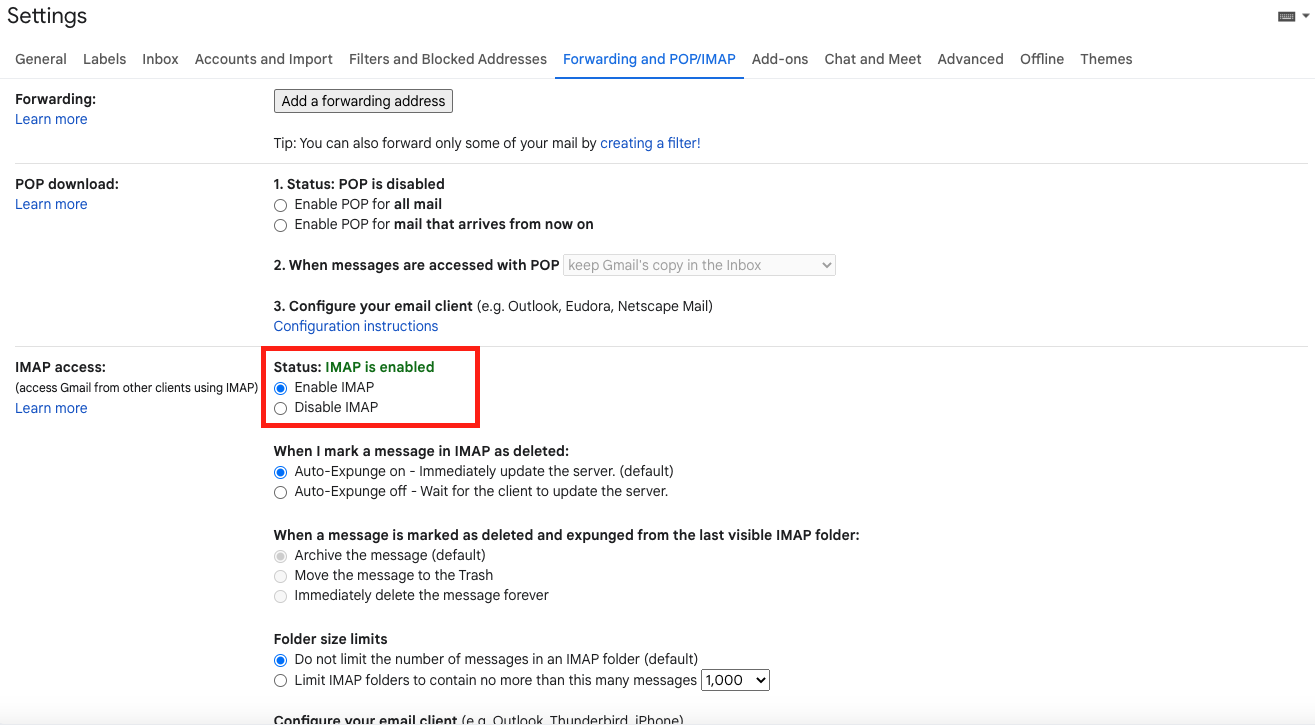 Settings
General Labels Inbox Accounts and Import Filters and Blocked Addresses Forwarding and POP/IMAP Add-ons Chat and Meet Advanced Offline Themes
Forwarding:
Learn more
Add a forwarding address
Tip: You can also forward only some of your mail by creating a filter!
POP download:
Learn more
1. Status: POP is disabled
Enable POP for all mail
Enable POP for mail that arrives from now on
2. When messages are accessed with POP keep Gmail's copy in the Inbox
3. Configure your email client (e.g. Outlook, Eudora, Netscape Mail)
Configuration instructions
IMAP access:
(access Gmail from other clients using IMAP)
Learn more
Status: IMAP is enabled
Enable IMAP
Disable IMAP
When I mark a message in IMAP as deleted:
Auto-Expunge on - Immediately update the server. (default)
Auto-Expunge off - Wait for the client to update the server.
When a message is marked as deleted and expunged from the last visible IMAP folder:
Archive the message (default)
Move the message to the Trash
Immediately delete the message forever
Folder size limits
Do not limit the number of messages in an IMAP folder (default)
Limit IMAP folders to contain no more than this many messages 1,000
Configure your email client (e.g. Outlook, Thunderbird, iPhone)